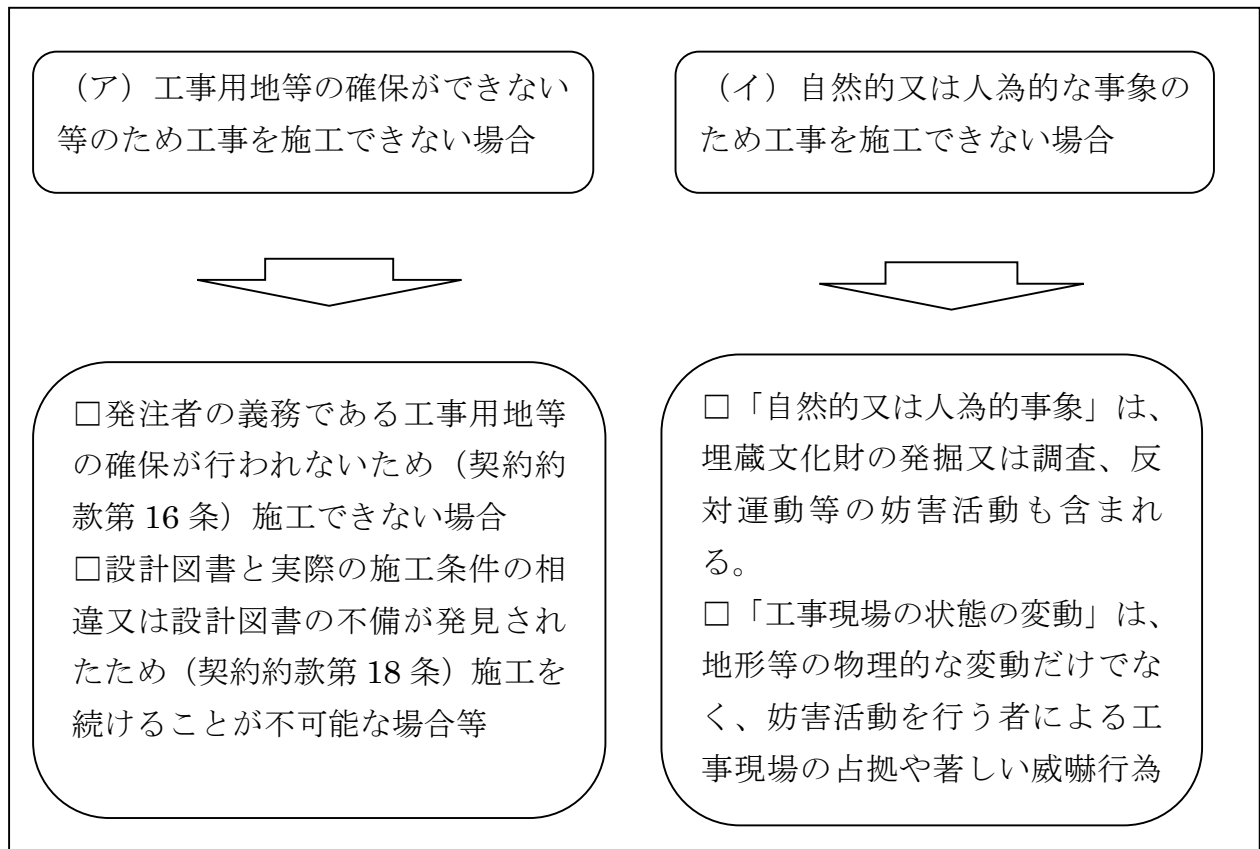 （ア）工事用地等の確保ができない
等のため工事を施工できない場合
（イ）自然的又は人為的な事象の
ため工事を施工できない場合
□発注者の義務である工事用地等
の確保が行われないため（契約約
款第 16 条）施工できない場合
□設計図書と実際の施工条件の相
違又は設計図書の不備が発見され
たため（契約約款第 18 条）施工を
続けることが不可能な場合等
□「自然的又は人為的事象」は、
埋蔵文化財の発掘又は調査、反
対運動等の妨害活動も含まれ
る。
□「工事現場の状態の変動」は、
地形等の物理的な変動だけでな
く、妨害活動を行う者による工
事現場の占拠や著しい威嚇行為